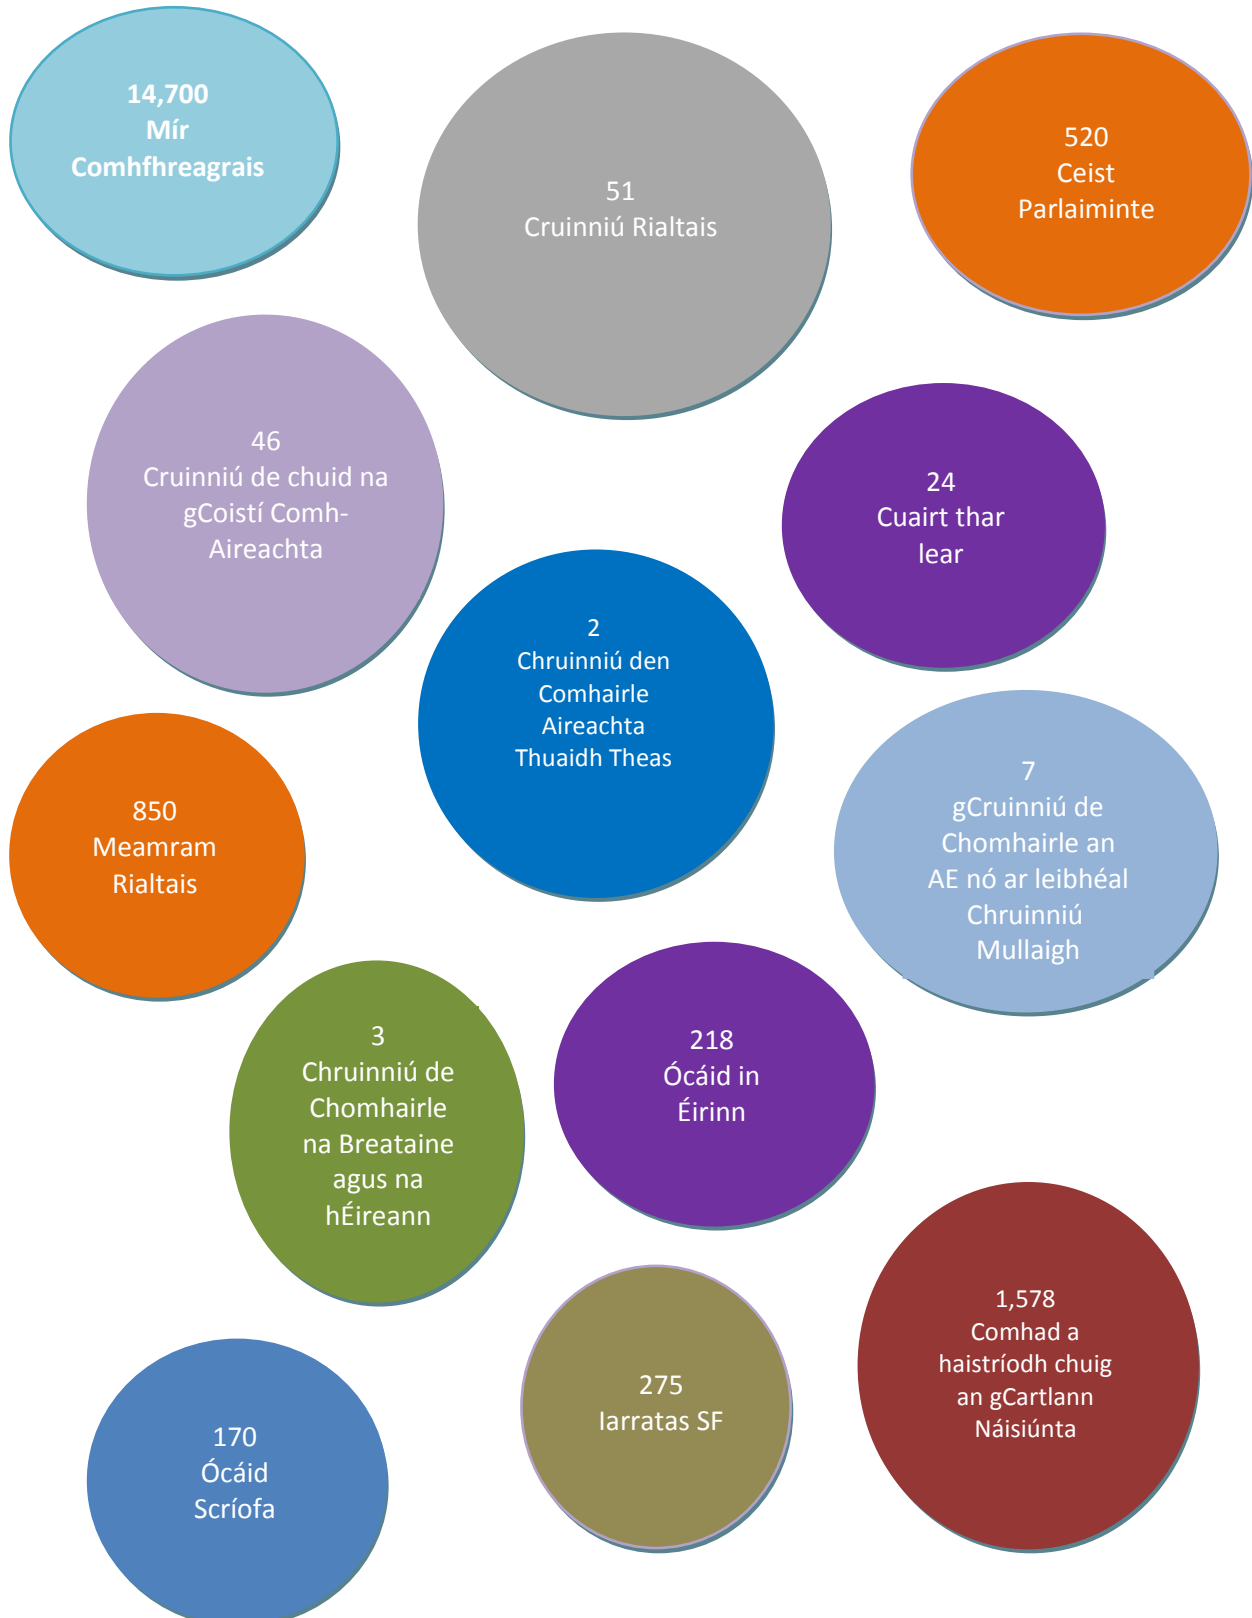 14,700
Mír
Comhfhreagrais
51
Cruinniú Rialtais
520
Ceist
Parlaiminte
46
Cruinniú de chuid na
gCoistí Comh-
Aireachta
24
Cuairt thar
lear
2
Chruinniú den
Comhairle
Aireachta
Thuaidh Theas
850
Meamram
Rialtais
7
gCruinniú de
Chomhairle an
AE nó ar leibhéal
Chruinniú
Mullaigh
3
Chruinniú de
Chomhairle
na Breataine
agus na
hÉireann
218
Ócáid in
Éirinn
1,578
Comhad a
haistríodh chuig
an gCartlann
Náisiúnta
275
Iarratas SF
170
Ócáid
Scríofa